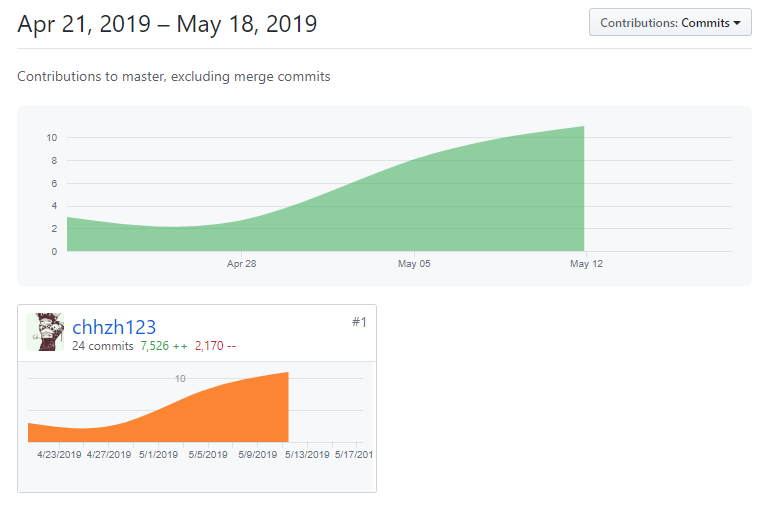 Apr 21, 2019 – May 18, 2019
Contributions: Commits
Contributions to master, excluding merge commits
10
8
6
4
2
0
Apr 28 May 05 May 12
chhzh123 #1
24 commits 7,526 ++ 2,170 --
10
4/23/2019 4/27/2019 5/1/2019 5/5/2019 5/9/2019 5/13/2019 5/17/201